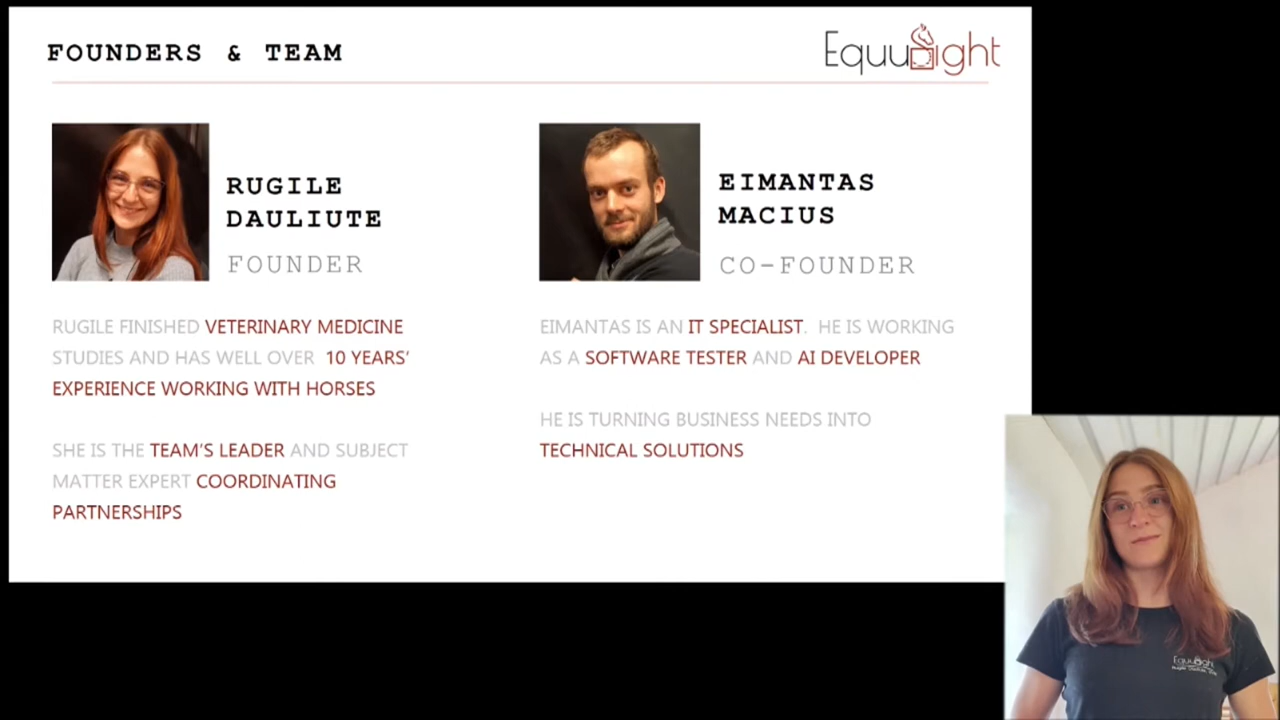 FOUNDERS & TEAM
EquuSight
RUGILE
DAULIUTE
FOUNDER
RUGILE FINISHED VETERINARY MEDICINE
STUDIES AND HAS WELL OVER 10 YEARS'
EXPERIENCE WORKING WITH HORSES
SHE IS THE TEAM'S LEADER AND SUBJECT
MATTER EXPERT COORDINATING
PARTNERSHIPS
EIMANTAS
MACIUS
CO-FOUNDER
EIMANTAS IS AN IT SPECIALIST. HE IS WORKING
AS A SOFTWARE TESTER AND AI DEVELOPER
HE IS TURNING BUSINESS NEEDS INTO
TECHNICAL SOLUTIONS
EquuSight